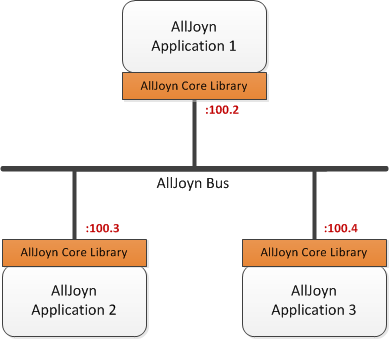 AllJoyn
Application 1
AllJoyn Core Library
:100.2
AllJoyn Bus
:100.3
:100.4
AllJoyn Core Library
AllJoyn Core Library
AllJoyn
Application 2
AllJoyn
Application 3